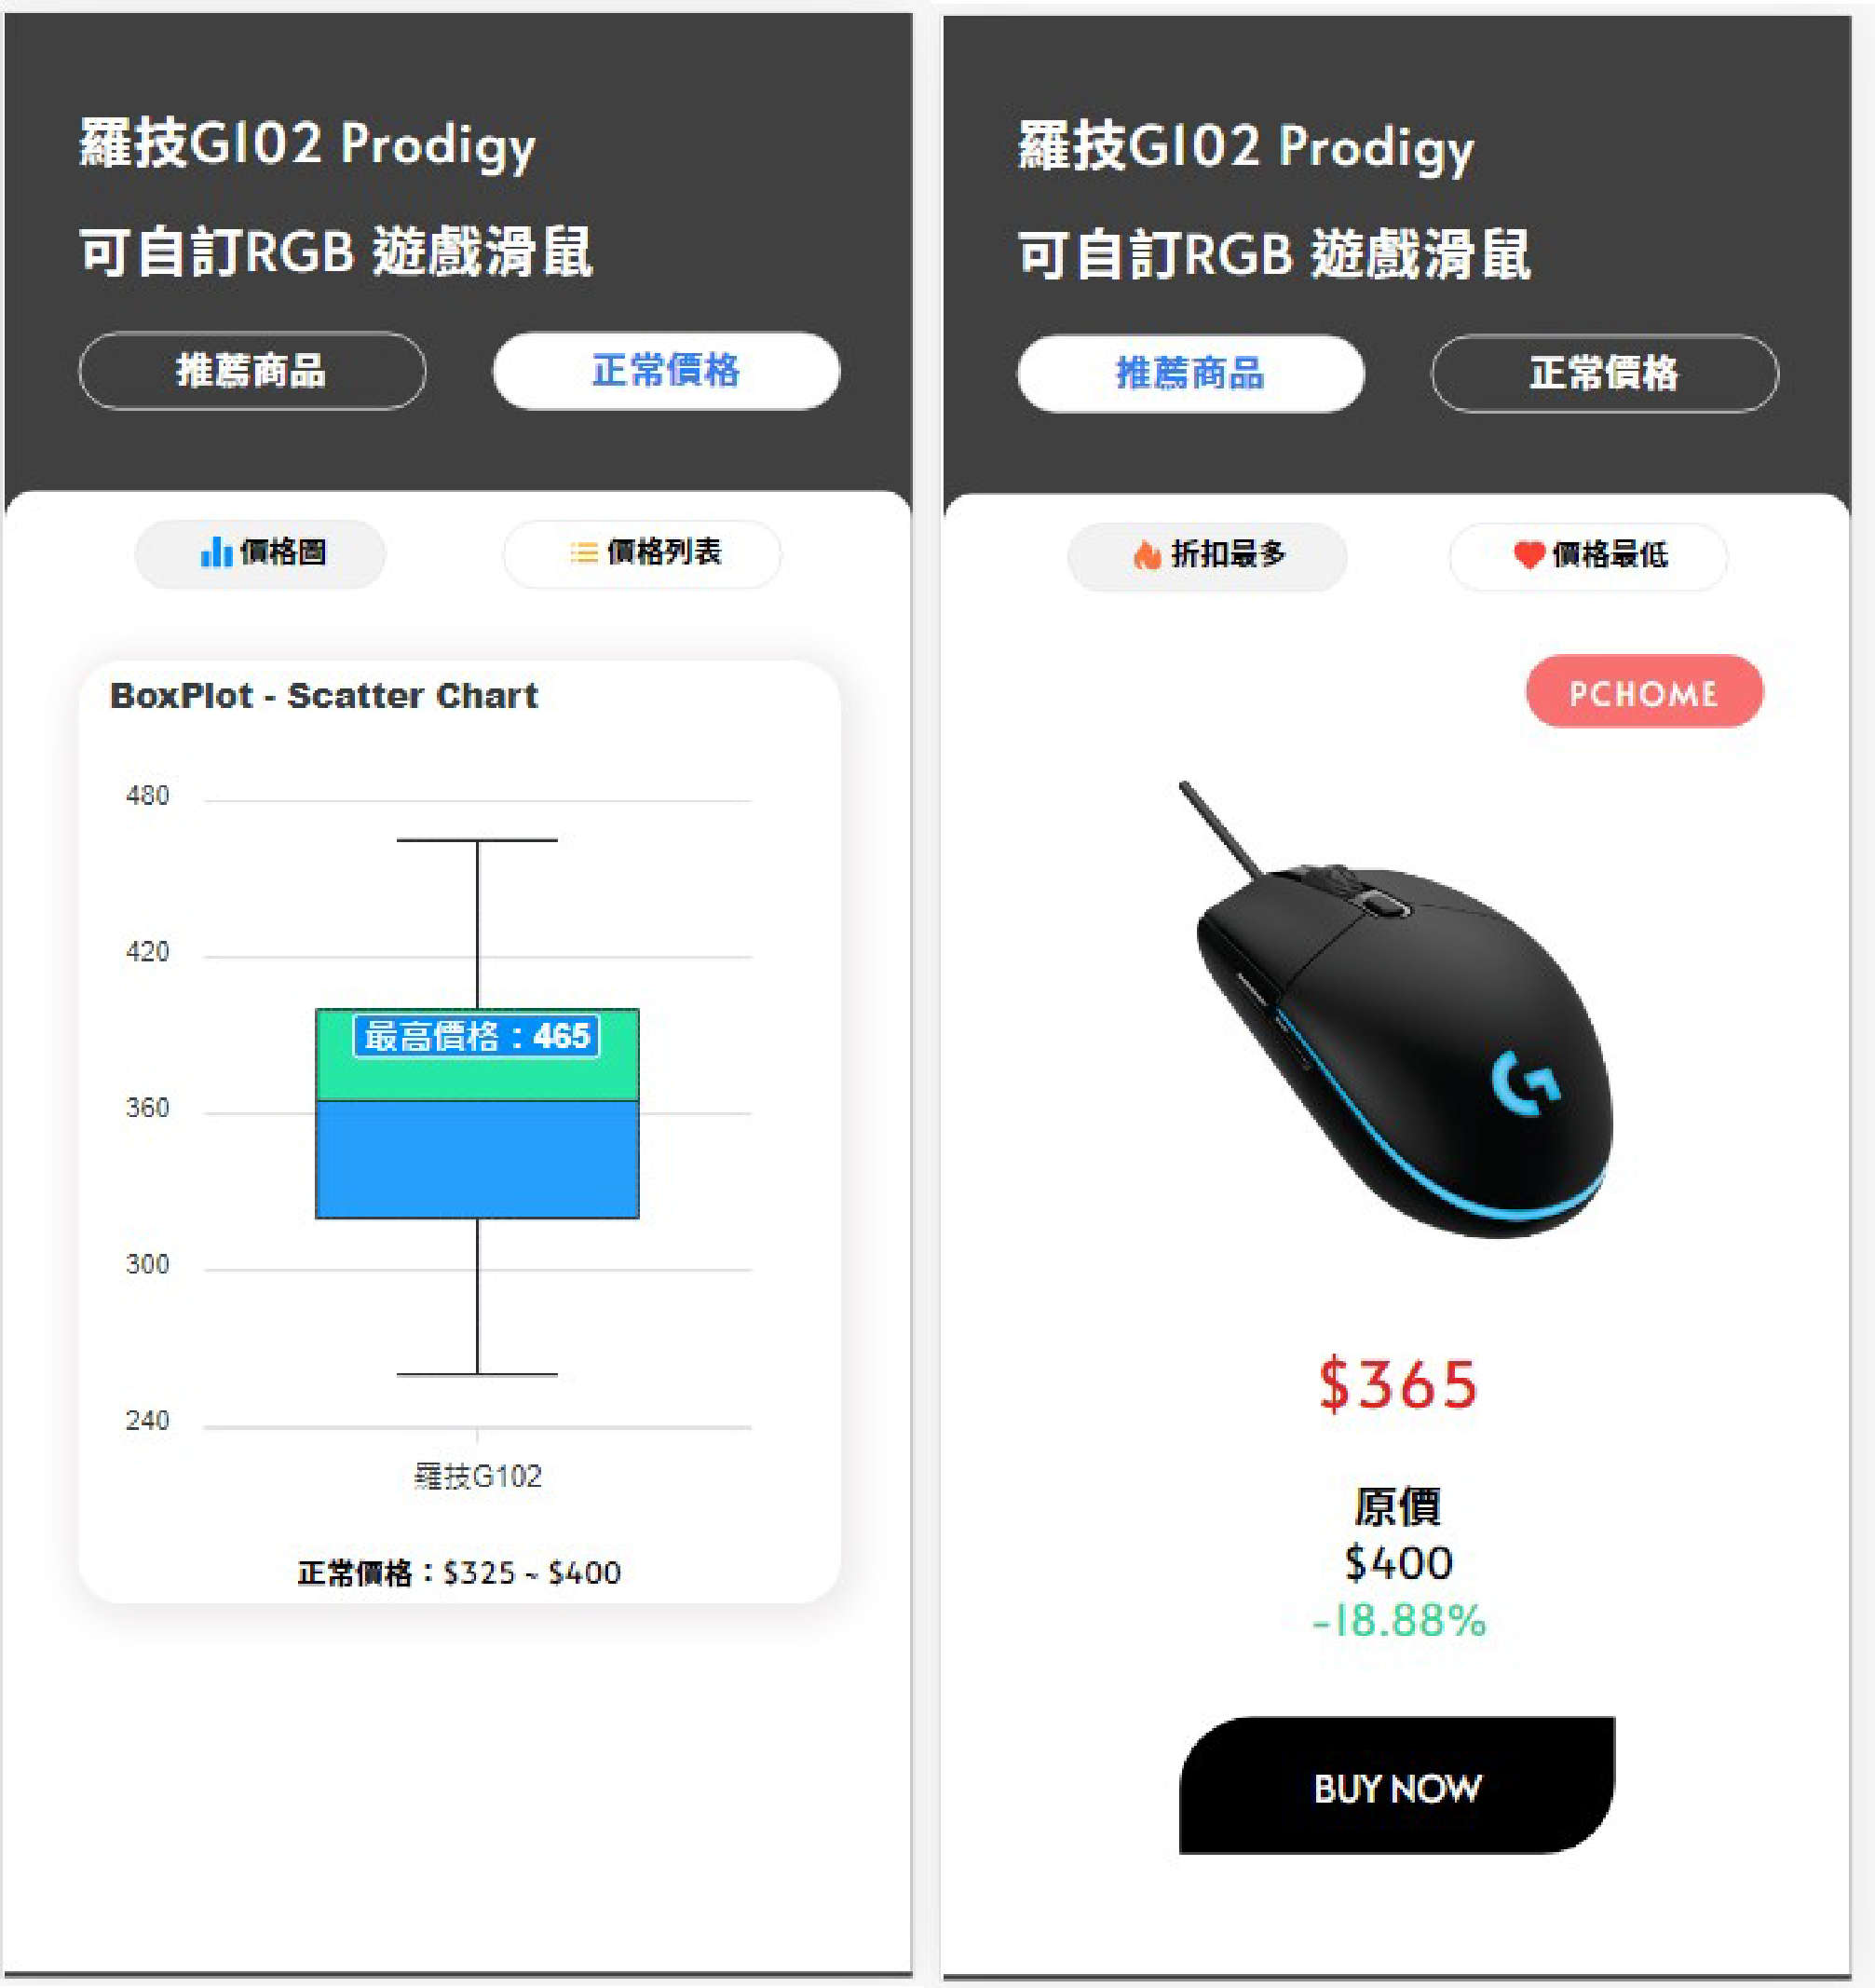 羅技G102 Prodigy
可自訂RGB 遊戲滑鼠
推薦商品
正常價格
價格圖
價格列表
BoxPlot - Scatter Chart
480
420
最高價格：465
360
300
240
羅技G102
正常價格：$325 ~ $400
羅技G102 Prodigy
可自訂RGB 遊戲滑鼠
推薦商品
正常價格
折扣最多
價格最低
PCHOME
$365
原價
$400
-18.88%
BUY NOW